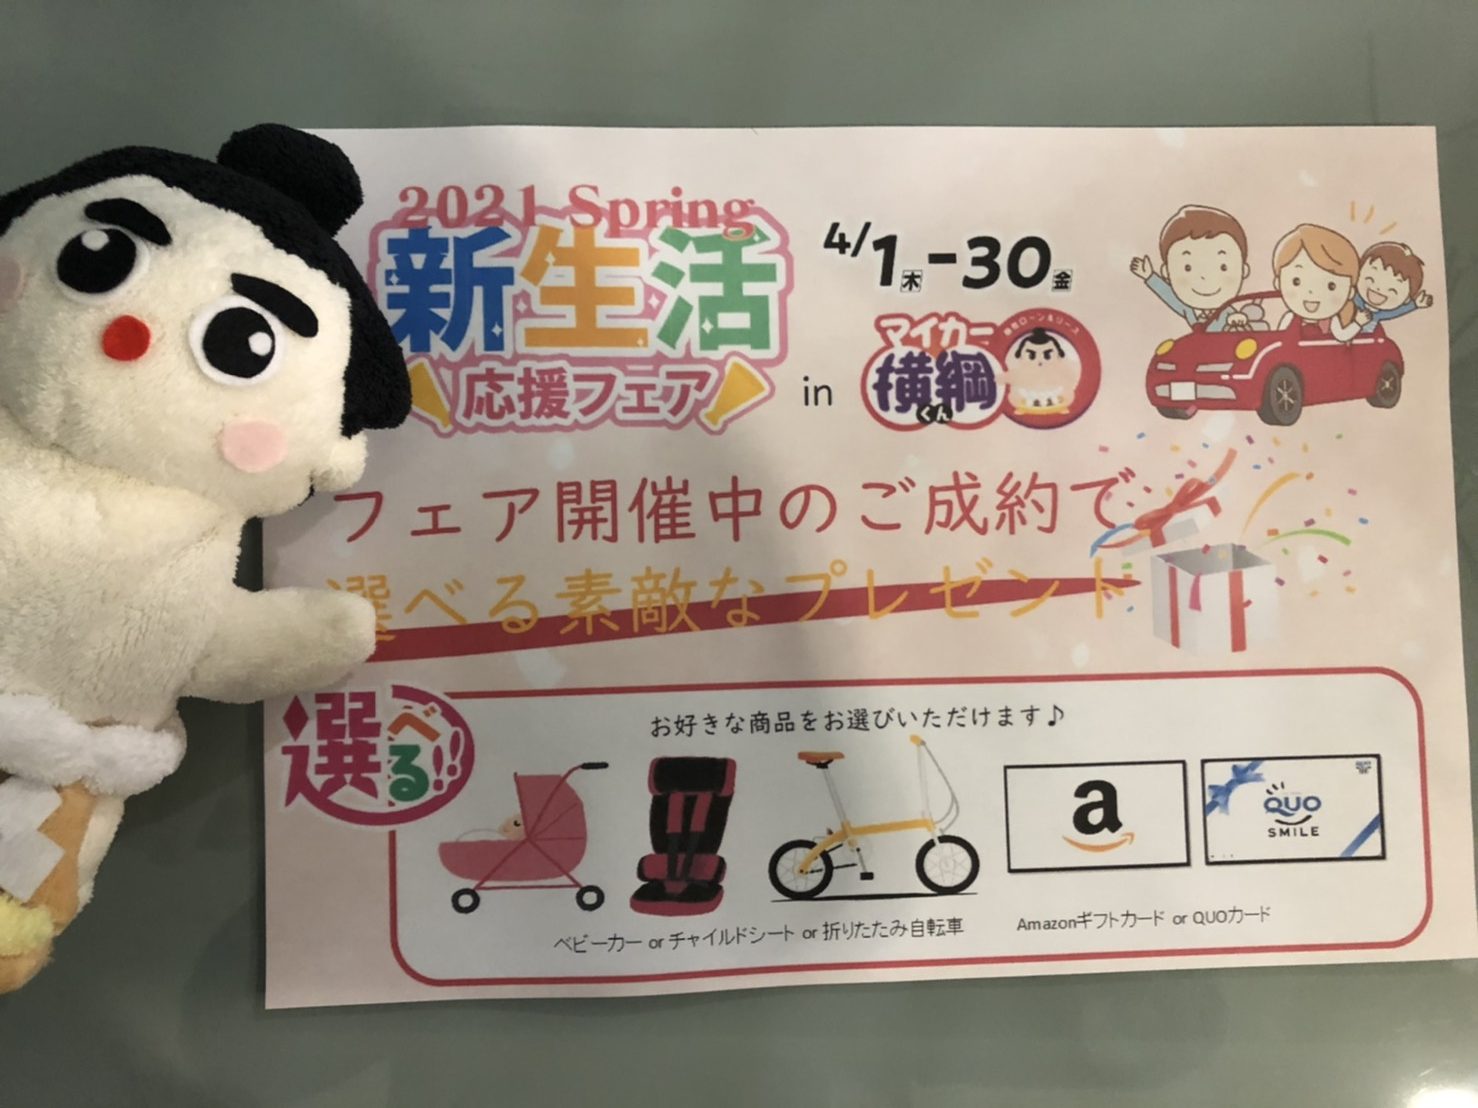 2021 Spring
新生活
応援フェア
4/1木-30金
in
マイカー
横綱
くん
フェア開催中のご成約で
選べる素敵なプレゼント
選べる!!
お好きな商品をお選びいただけます♪
a
QUO
SMILE
ベビーカー or チャイルドシート or 折りたたみ自転車
Amazonギフトカード or QUOカード